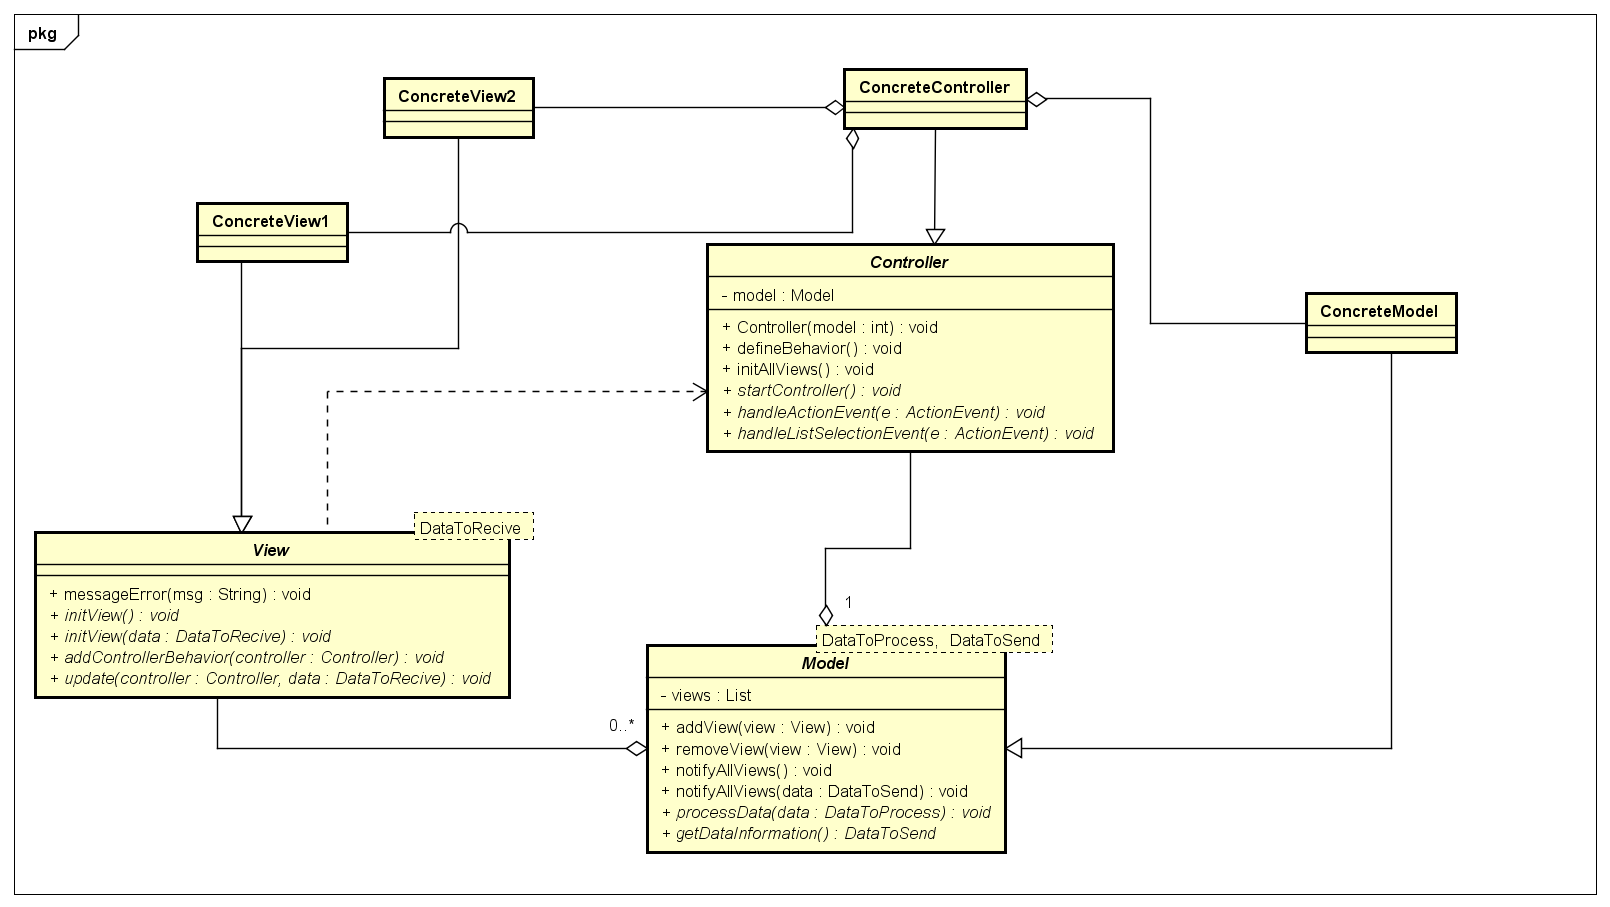 pkg
ConcreteView2
ConcreteController
ConcreteView1
Controller
- model : Model
+ Controller(model : int) : void
+ defineBehavior() : void
+ initAllViews() : void
+ startController() : void
+ handleActionEvent(e : ActionEvent) : void
+ handleListSelectionEvent(e : ActionEvent) : void
ConcreteModel
DataToRecive
View
+ messageError(msg : String) : void
+ initView() : void
+ initView(data : DataToRecive) : void
+ addControllerBehavior(controller : Controller) : void
+ update(controller : Controller, data : DataToRecive) : void
1
DataToProcess, DataToSend
Model
- views : List
0..*
+ addView(view : View) : void
+ removeView(view : View) : void
+ notifyAllViews() : void
+ notifyAllViews(data : DataToSend) : void
+ processData(data : DataToProcess) : void
+ getDataInformation() : DataToSend